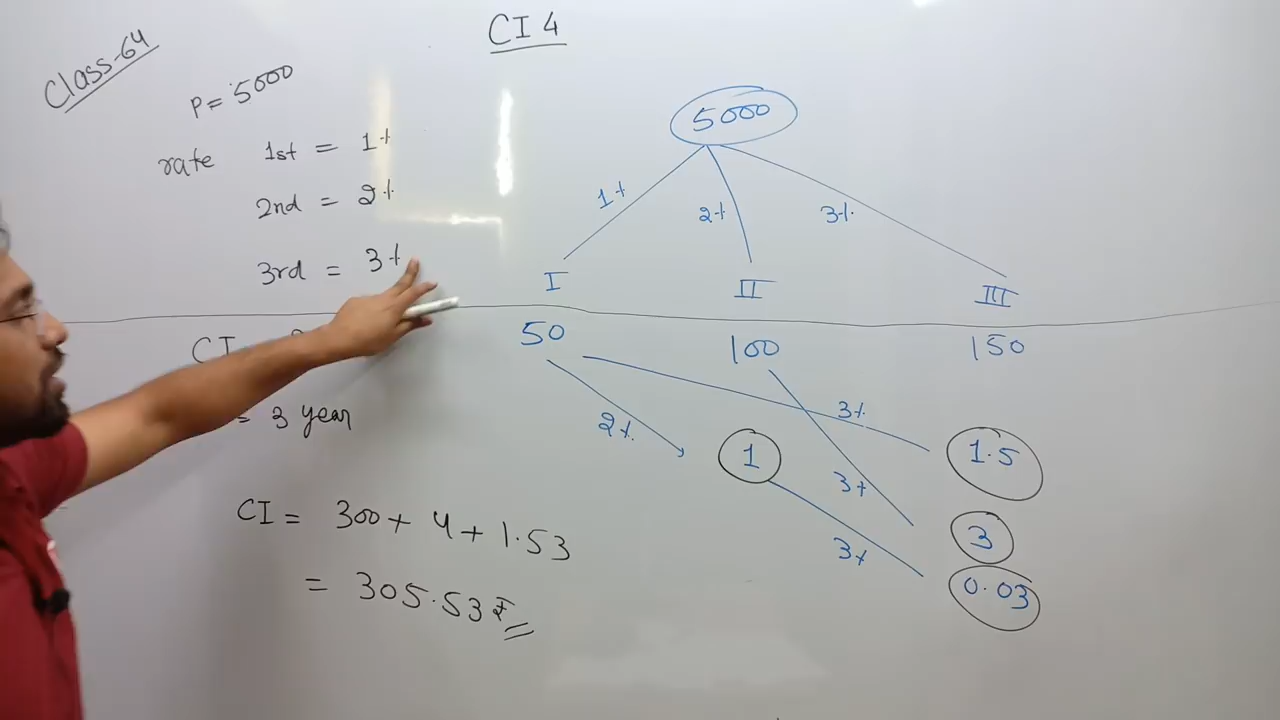 Class-64
CI 4
P = 5000
rate 1st = 1%
2nd = 2%
3rd = 3%
CI
= 3 year
CI = 300 + 4 + 1.53
= 305.53₹
5000
1% 2% 3%
I II III
50 100 150
2% 3%
1 1.5
3%
3
3%
0.03